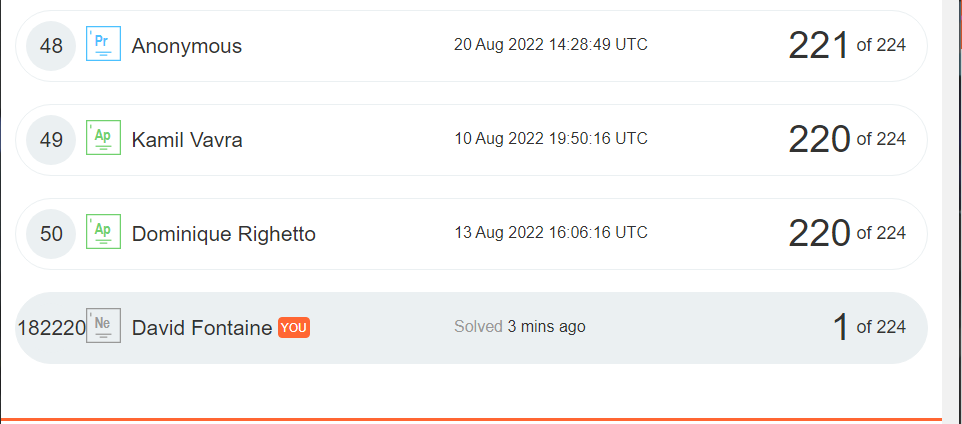 48 Pr Anonymous 20 Aug 2022 14:28:49 UTC 221 of 224
49 Ap Kamil Vavra 10 Aug 2022 19:50:16 UTC 220 of 224
50 Ap Dominique Righetto 13 Aug 2022 16:06:16 UTC 220 of 224
182220 Ne David Fontaine YOU Solved 3 mins ago 1 of 224